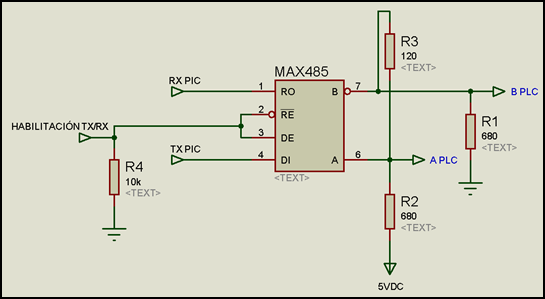 R3
120
<TEXT>
RX PIC
MAX485
1
RO
B
7
B PLC
2
RE
R1
680
<TEXT>
HABILITACIÓN TX/RX
3
DE
TX PIC
4
DI
A
6
A PLC
<TEXT>
R4
10k
<TEXT>
R2
680
<TEXT>
5VDC